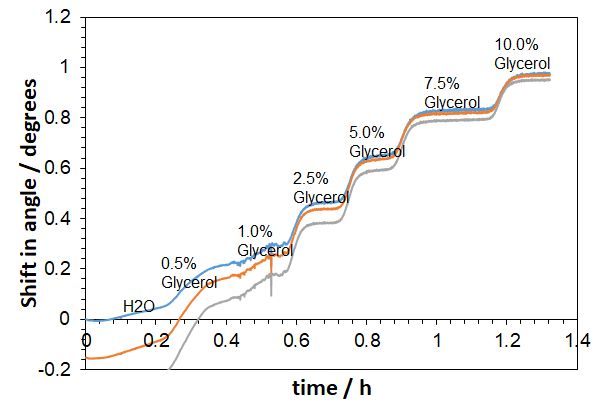 1.2
1
0.8
0.6
0.4
0.2
0
-0.2
Shift in angle / degrees
0
0.2
0.4
0.6
0.8
1
1.2
1.4
time / h
H2O
0.5%
Glycerol
1.0%
Glycerol
2.5%
Glycerol
5.0%
Glycerol
7.5%
Glycerol
10.0%
Glycerol